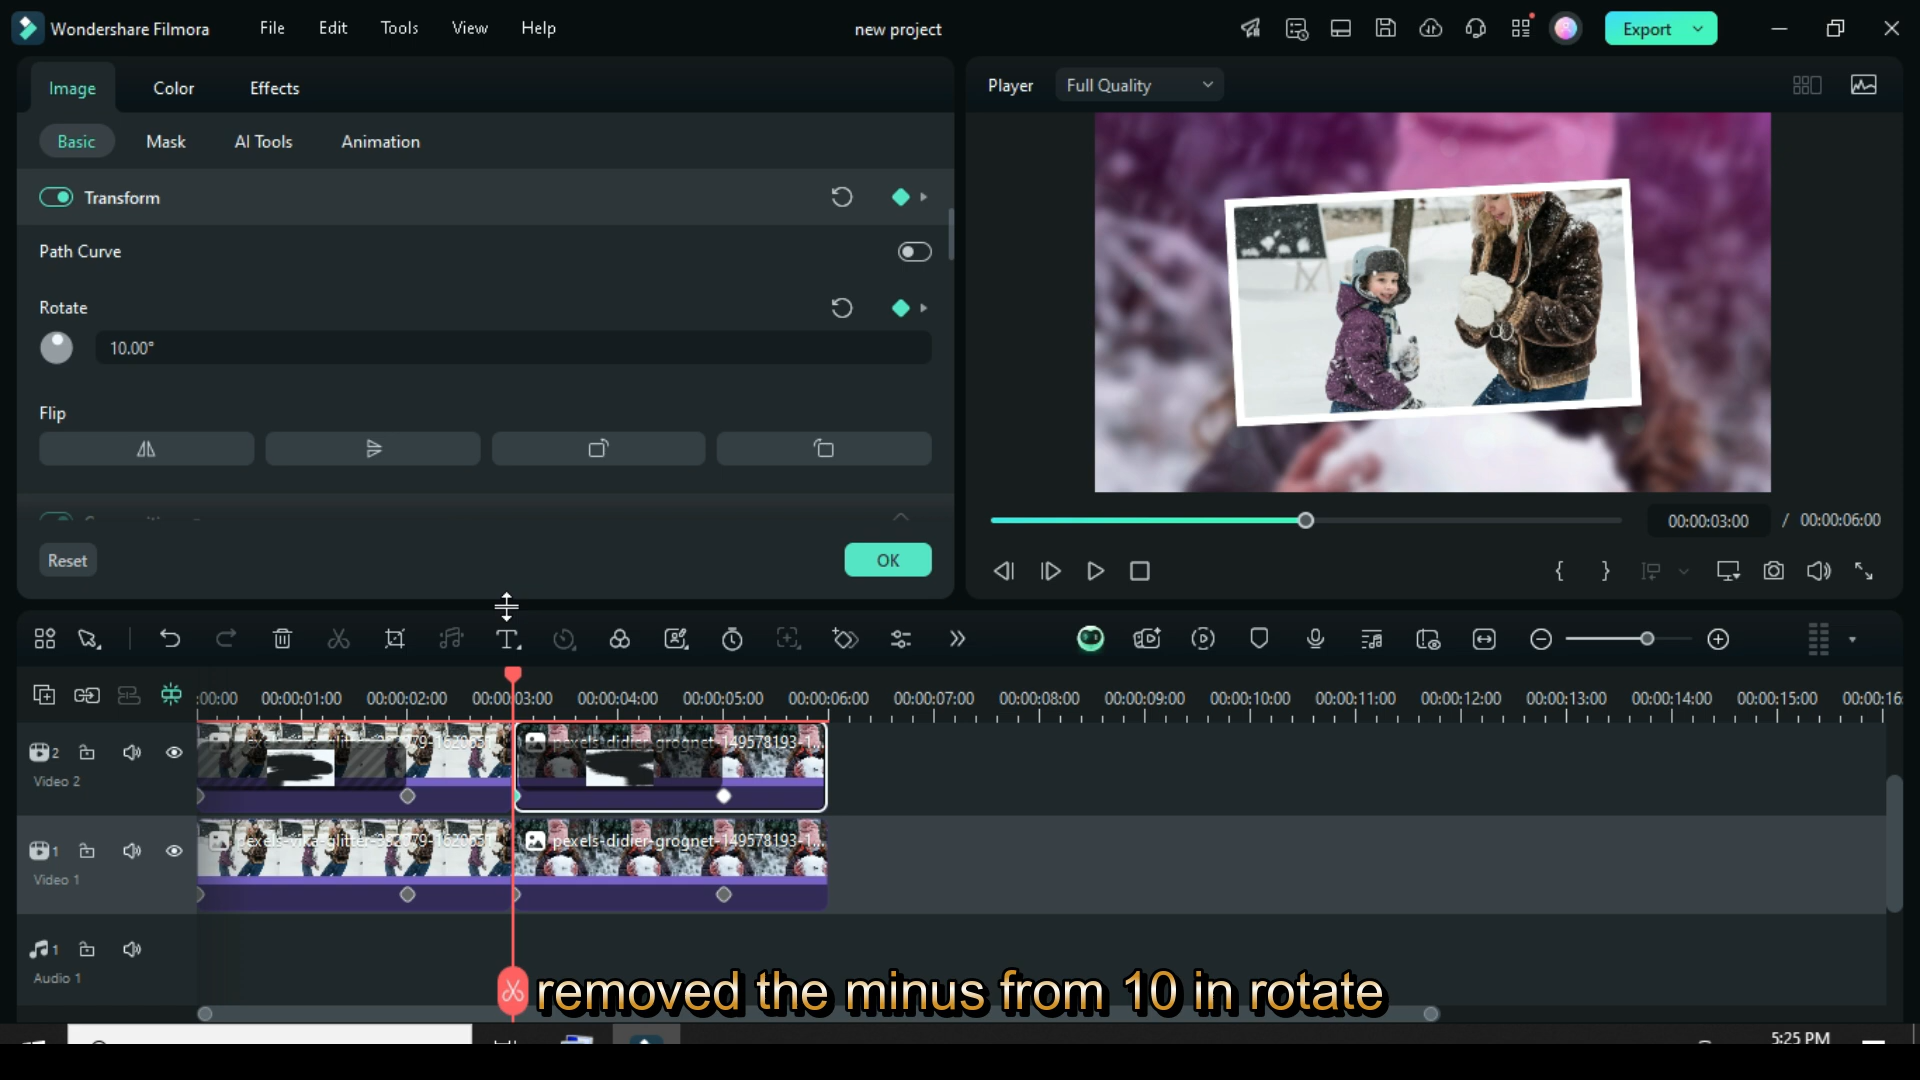 Wondershare Filmora
File Edit Tools View Help
new project
Export
Image Color Effects
Player Full Quality
Basic Mask AI Tools Animation
Transform
Path Curve
Rotate
10.00°
Flip
Reset OK
00:00:03:00 / 00:00:06:00
:00:00 00:00:01:00 00:00:02:00 00:00:03:00 00:00:04:00 00:00:05:00 00:00:06:00 00:00:07:00 00:00:08:00 00:00:09:00 00:00:10:00 00:00:11:00 00:00:12:00 00:00:13:00 00:00:14:00 00:00:15:00 00:00:16
pexels-didier-grognet-149578193-1...
2
Video 2
pexels-didier-grognet-149578193-1...
1
Video 1
1
Audio 1
removed the minus from 10 in rotate
5:25 PM